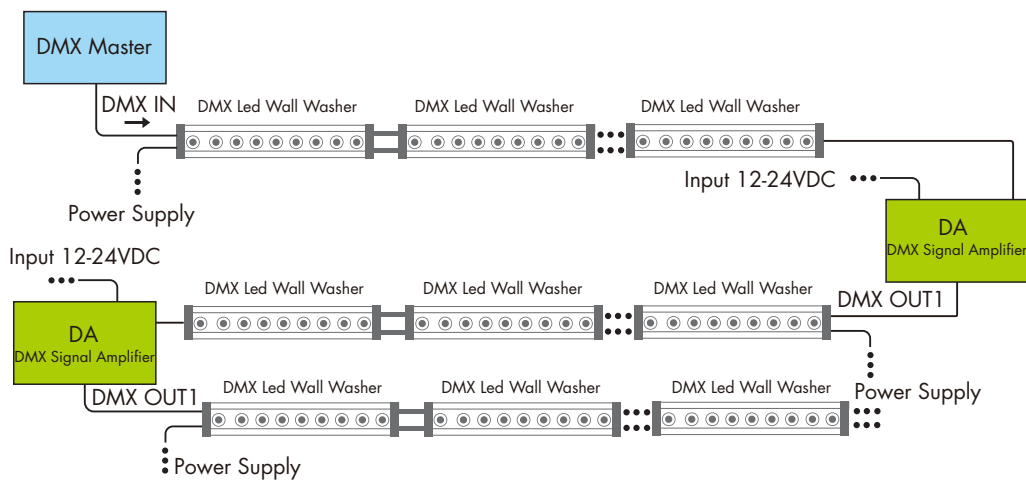 DMX Master
DMX IN
DMX Led Wall Washer
DMX Led Wall Washer
DMX Led Wall Washer
Power Supply
Input 12-24VDC
DA
DMX Signal Amplifier
Input 12-24VDC
DMX Led Wall Washer
DMX Led Wall Washer
DMX Led Wall Washer
DMX OUT1
DA
DMX Signal Amplifier
Power Supply
DMX OUT1
DMX Led Wall Washer
DMX Led Wall Washer
DMX Led Wall Washer
Power Supply